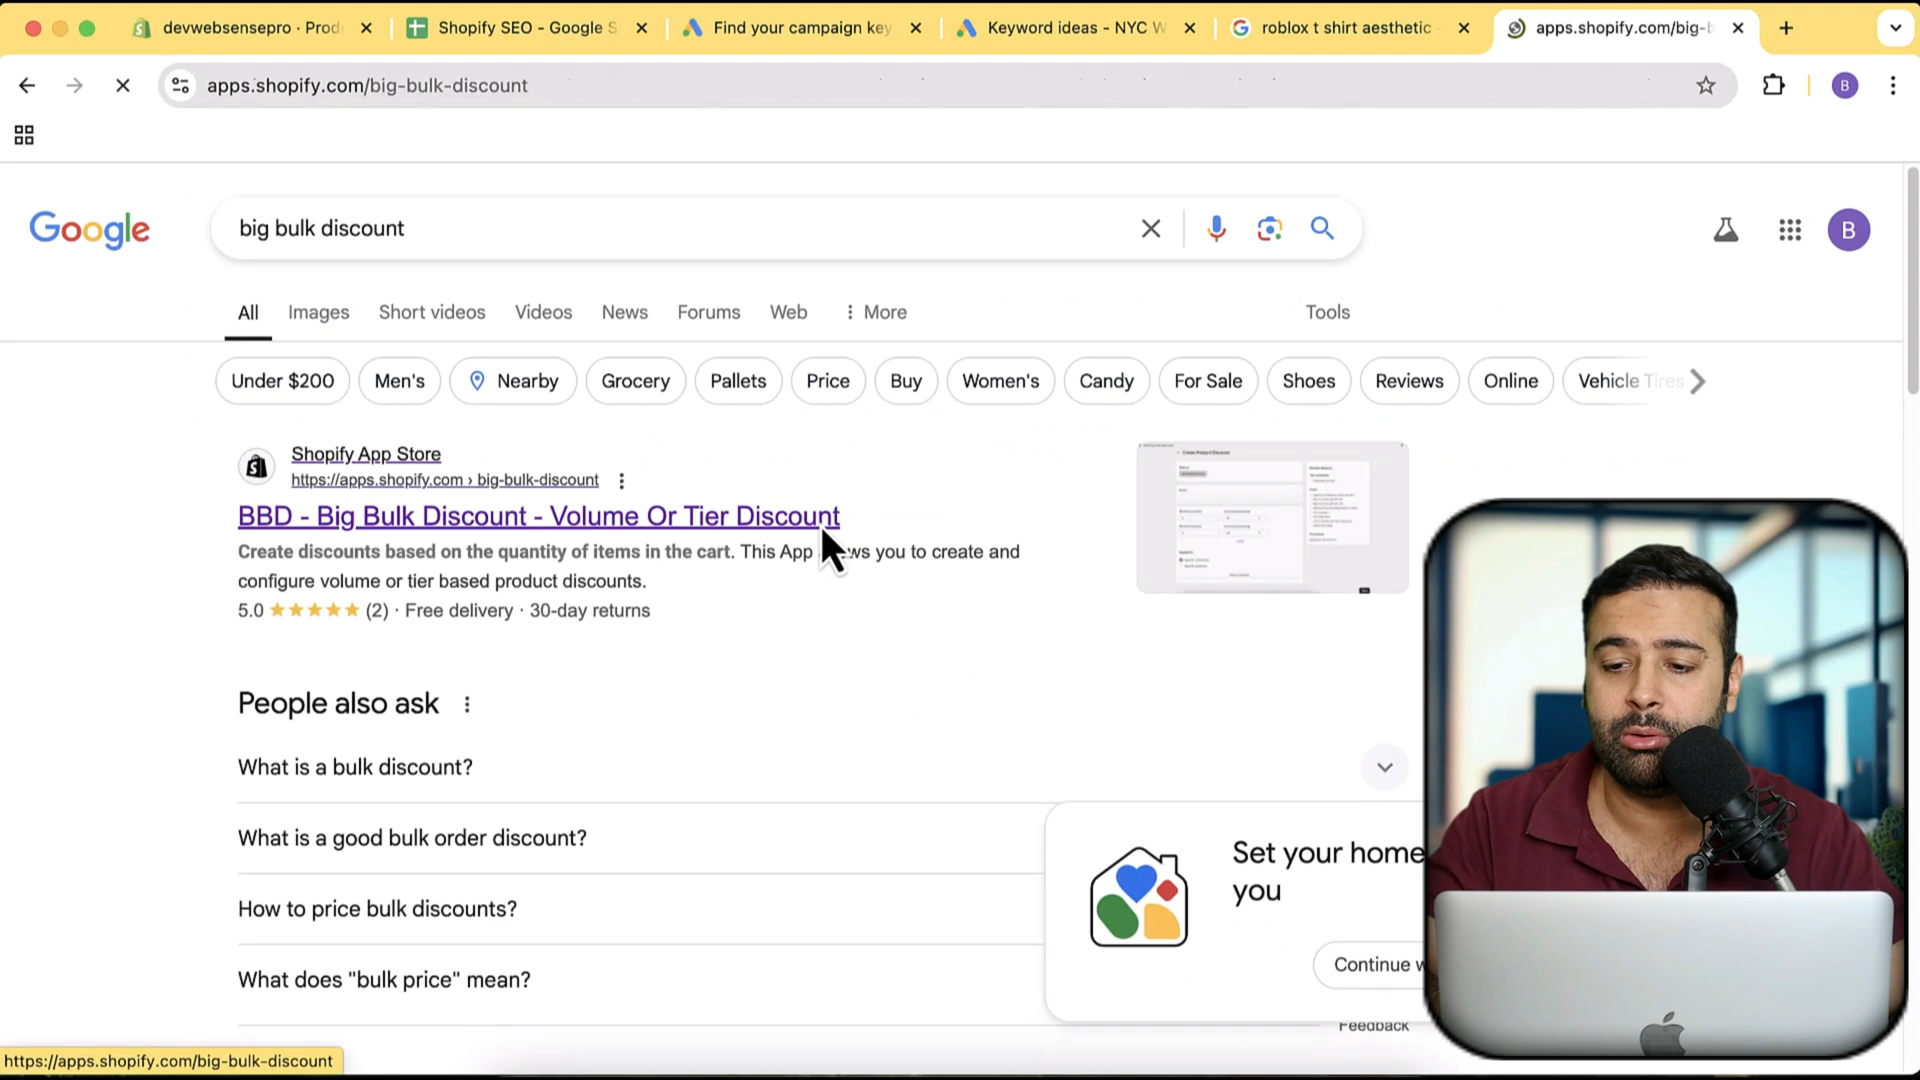 devwebsensepro · Prod
Shopify SEO - Google S
Find your campaign key
Keyword ideas - NYC W
roblox t shirt aesthetic -
apps.shopify.com/big-b
apps.shopify.com/big-bulk-discount
B
Google
big bulk discount
B
All
Images
Short videos
Videos
News
Forums
Web
More
Tools
Under $200
Men's
Nearby
Grocery
Pallets
Price
Buy
Women's
Candy
For Sale
Shoes
Reviews
Online
Vehicle Tires
Shopify App Store
https://apps.shopify.com › big-bulk-discount
BBD - Big Bulk Discount - Volume Or Tier Discount
Create discounts based on the quantity of items in the cart. This App ws you to create and
configure volume or tier based product discounts.
5.0 ★★★★★ (2) · Free delivery · 30-day returns
People also ask
What is a bulk discount?
What is a good bulk order discount?
How to price bulk discounts?
What does "bulk price" mean?
Set your home
you
Continue w
Feedback
https://apps.shopify.com/big-bulk-discount